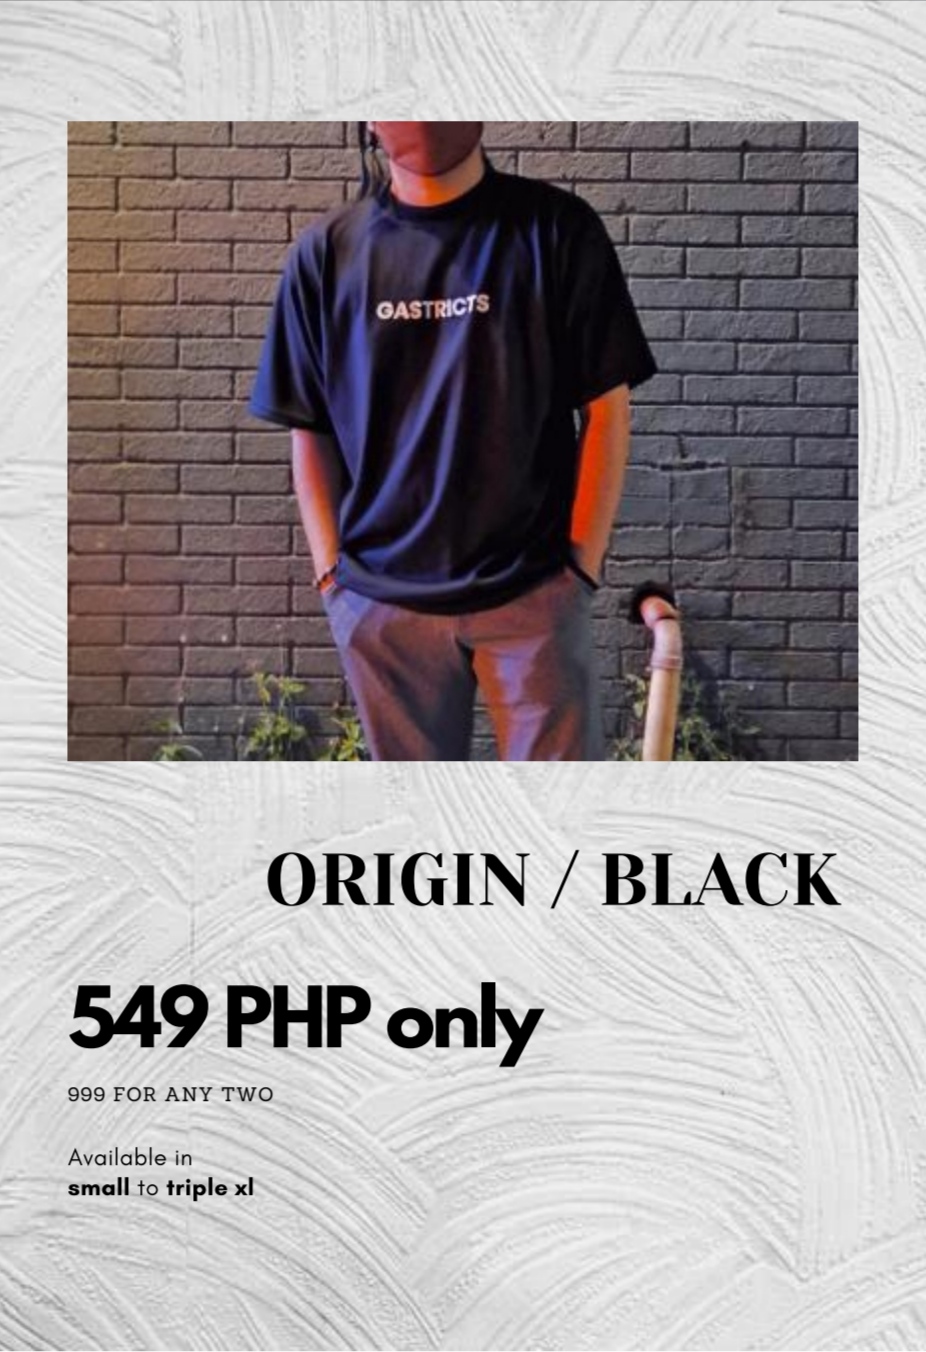 GASTRICTS
ORIGIN / BLACK
549 PHP only
999 FOR ANY TWO
Available in
small to triple xl